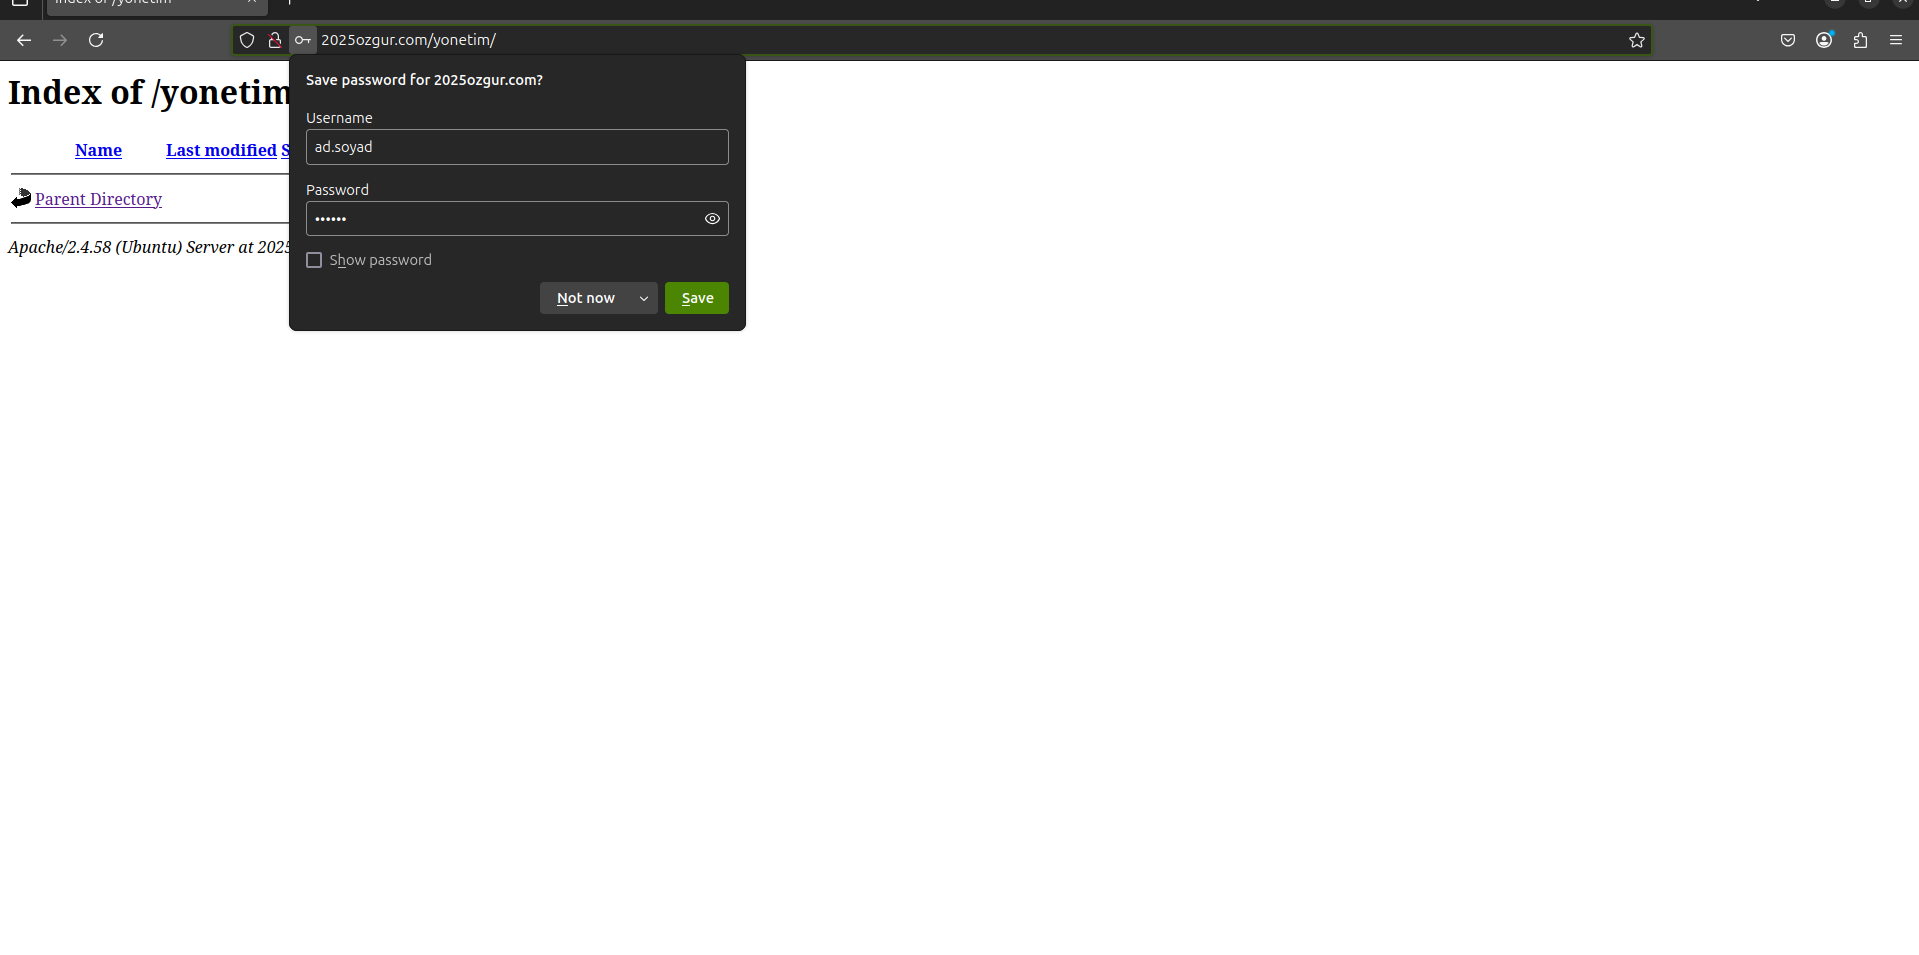 Index of /yonetim
2025ozgur.com/yonetim/
Index of /yonetim
Name Last modified S
Parent Directory
Apache/2.4.58 (Ubuntu) Server at 2025
Save password for 2025ozgur.com?
Username
ad.soyad
Password
••••••
Show password
Not now
Save